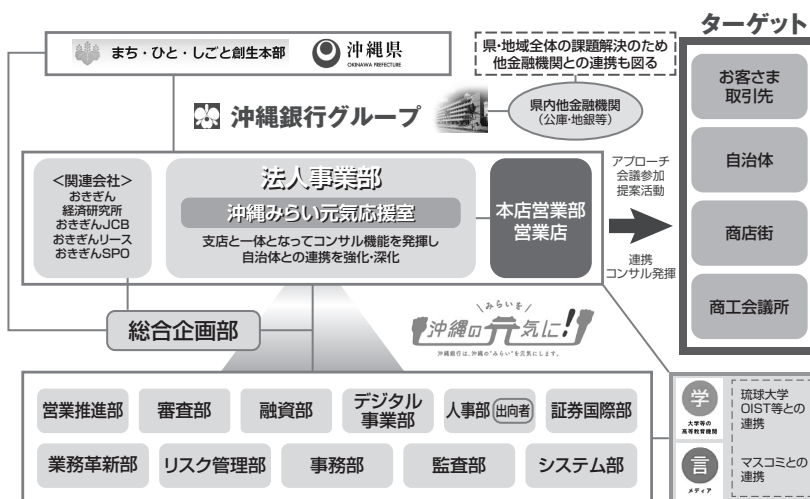 ターゲット
まち・ひと・しごと創生本部
沖縄県
OKINAWA PREFECTURE
県・地域全体の課題解決のため
他金融機関との連携も図る
お客さま
取引先
沖縄銀行グループ
県内他金融機関
（公庫・地銀等）
自治体
<関連会社>
おきぎん
経済研究所
おきぎんJCB
おきぎんリース
おきぎんSPO
法人事業部
沖縄みらい元気応援室
支店と一体となってコンサル機能を発揮し
自治体との連携を強化・深化
本店営業部
営業店
アプローチ
会議参加
提案活動
連携
コンサル発揮
商店街
商工会議所
総合企画部
みらいを
沖縄の元気に!!
沖縄銀行は、沖縄の"みらい"を元気にします。
営業推進部
審査部
融資部
デジタル
事業部
人事部 出向者
証券国際部
業務革新部
リスク管理部
事務部
監査部
システム部
学
大学等の
高等教育機関
琉球大学
OIST等との
連携
言
メディア
マスコミとの
連携